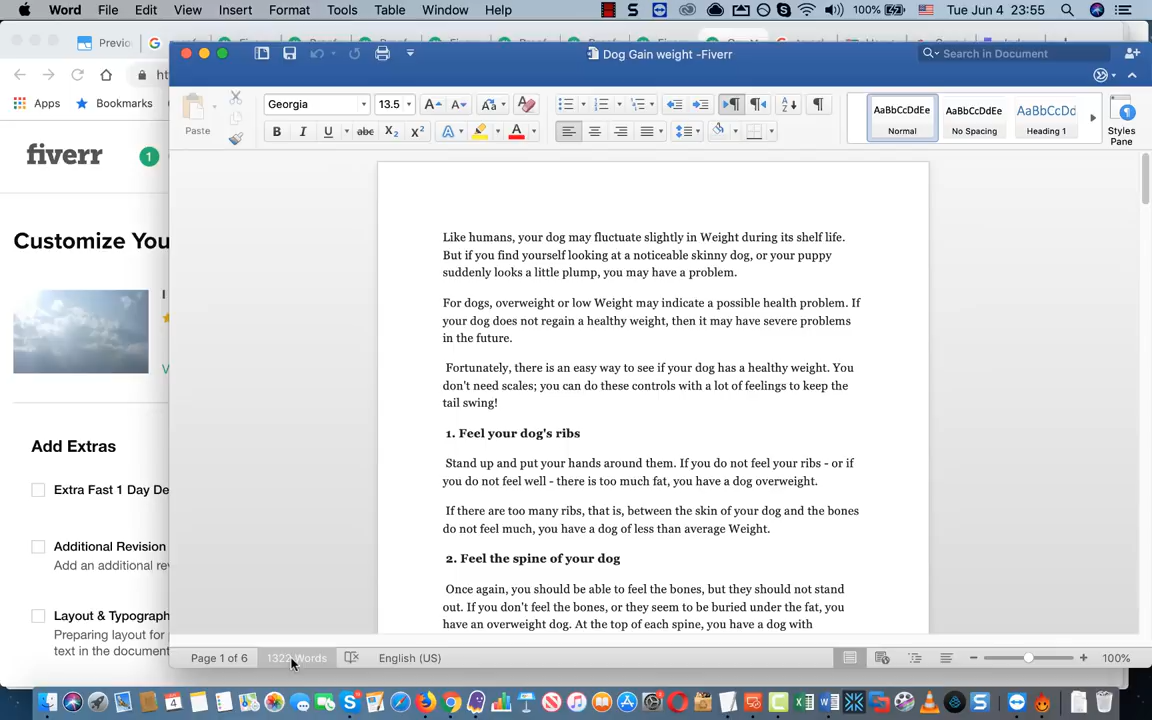 Word File Edit View Insert Format Tools Table Window Help
100% Tue Jun 4 23:55
Previ
Dog Gain weight -Fiverr
Search in Document
Apps Bookmarks
Georgia 13.5
Paste
AaBbCcDdEe AaBbCcDdEe AaBbCcDd
Normal No Spacing Heading 1
Styles
Pane
fiverr 1
Customize You
Add Extras
Extra Fast 1 Day De
Additional Revision
Add an additional re
Layout & Typograph
Preparing layout for
text in the document
Like humans, your dog may fluctuate slightly in Weight during its shelf life.
But if you find yourself looking at a noticeable skinny dog, or your puppy
suddenly looks a little plump, you may have a problem.
For dogs, overweight or low Weight may indicate a possible health problem. If
your dog does not regain a healthy weight, then it may have severe problems
in the future.
Fortunately, there is an easy way to see if your dog has a healthy weight. You
don't need scales; you can do these controls with a lot of feelings to keep the
tail swing!
1. Feel your dog's ribs
Stand up and put your hands around them. If you do not feel your ribs - or if
you do not feel well - there is too much fat, you have a dog overweight.
If there are too many ribs, that is, between the skin of your dog and the bones
do not feel much, you have a dog of less than average Weight.
2. Feel the spine of your dog
Once again, you should be able to feel the bones, but they should not stand
out. If you don't feel the bones, or they seem to be buried under the fat, you
have an overweight dog. At the top of each spine, you have a dog with
Page 1 of 6 1322 Words English (US) 100%